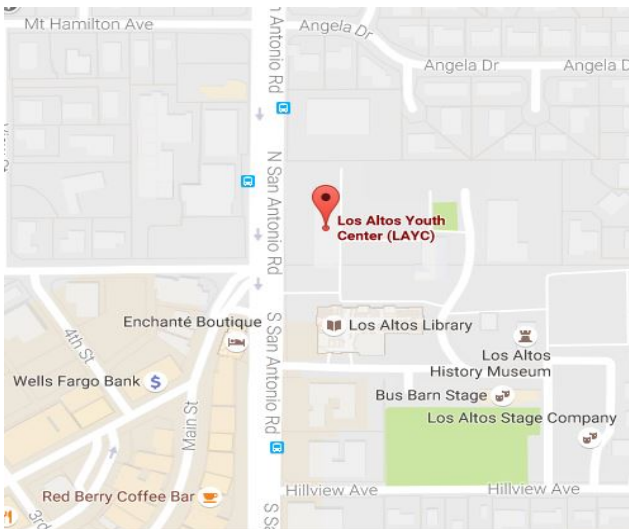 Mt Hamilton Ave
Antonio Rd
Angela Dr
Angela Dr
Angela D
N San Antonio Rd
Los Altos Youth
Center (LAYC)
Enchanté Boutique
S San Antonio Rd
Los Altos Library
4th St
Los Altos
History Museum
Wells Fargo Bank
$
Bus Barn Stage
Main St
Los Altos Stage Company
Red Berry Coffee Bar
3rd
Hillview Ave
Hillview Ave
S Sa